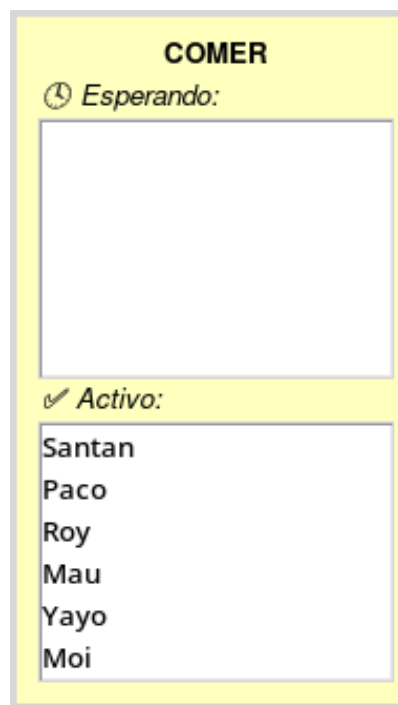 COMER
🕓 Esperando:
✅ Activo:
Santan
Paco
Roy
Mau
Yayo
Moi